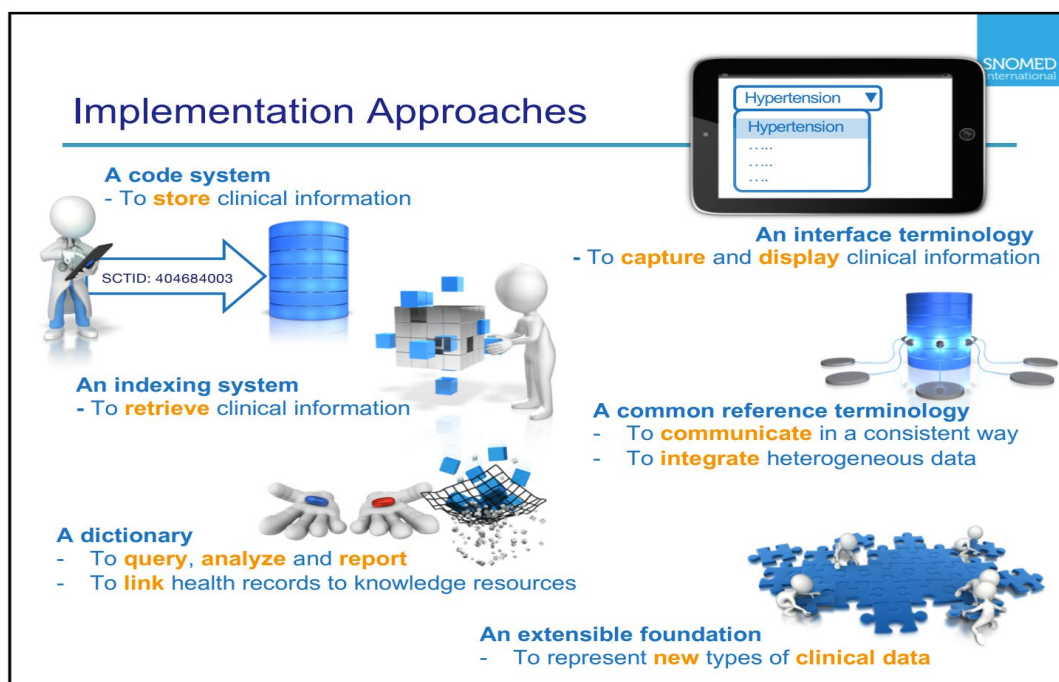 SNOMED
International
Implementation Approaches
Hypertension
Hypertension
.....
.....
....
A code system
- To store clinical information
SCTID: 404684003
An interface terminology
- To capture and display clinical information
An indexing system
- To retrieve clinical information
A common reference terminology
- To communicate in a consistent way
- To integrate heterogeneous data
A dictionary
- To query, analyze and report
- To link health records to knowledge resources
An extensible foundation
- To represent new types of clinical data